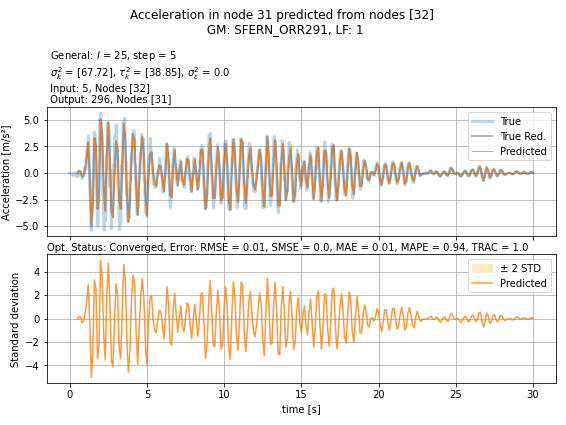 Acceleration in node 31 predicted from nodes [32]
GM: SFERN_ORR291, LF: 1
General: l = 25, step = 5
σ²ₖ = [67.72], τ²ₖ = [38.85], σ²ε = 0.0
Input: 5, Nodes [32]
Output: 296, Nodes [31]
Acceleration [m/s²]
5.0
2.5
0.0
−2.5
−5.0
True
True Red.
Predicted
Opt. Status: Converged, Error: RMSE = 0.01, SMSE = 0.0, MAE = 0.01, MAPE = 0.94, TRAC = 1.0
Standard deviation
4
2
0
−2
−4
± 2 STD
Predicted
0 5 10 15 20 25 30
time [s]